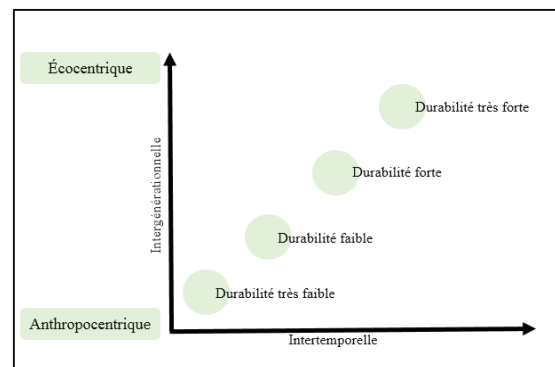 Écocentrique
Durabilité très forte
Durabilité forte
Intergénérationnelle
Durabilité faible
Durabilité très faible
Anthropocentrique
Intertemporelle